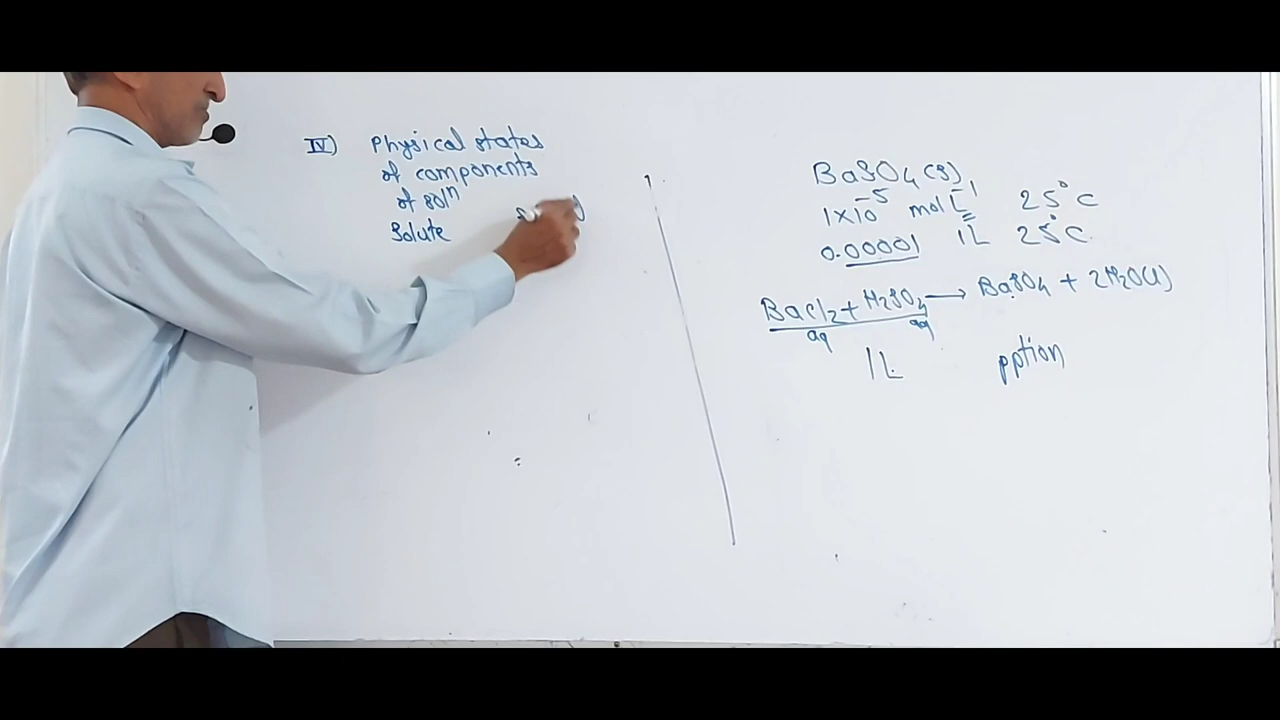 IV) Physical states
of components
of solⁿ
Solute
BaSO₄(s)
1×10⁻⁵ mol L⁻¹ 25°C
0.00001 1L 25°C
BaCl₂ + H₂SO₄ → BaSO₄ + 2H₂O(l)
aq aq
1L pption